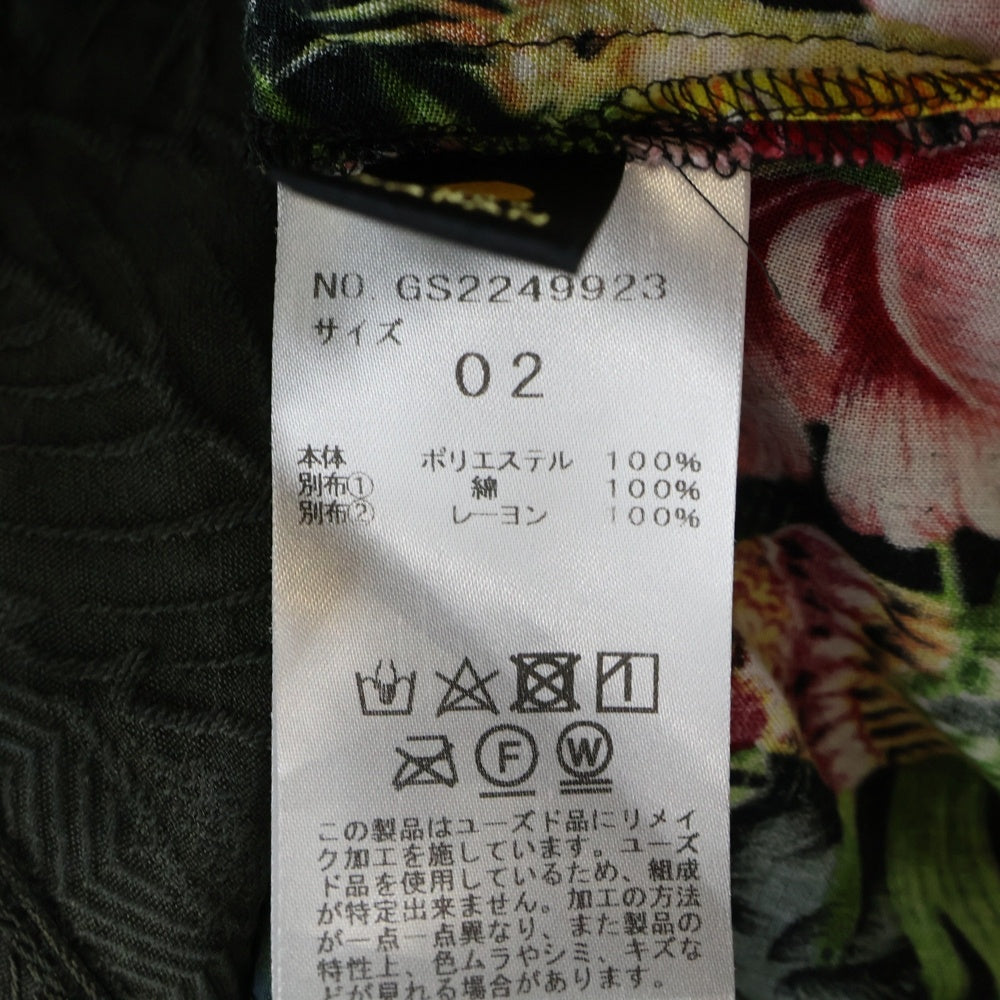 NO. GS2249923
サイズ
02
本体 ポリエステル 100%
別布① 綿 100%
別布② レーヨン 100%
F W
この製品はユーズド品にリメイ
ク加工を施しています。ユーズ
ド品を使用しているため、組成
が特定出来ません。加工の方法
が一点一点異なり、また製品の
特性上、色ムラやシミ、キズな
どが見れる場合があります。